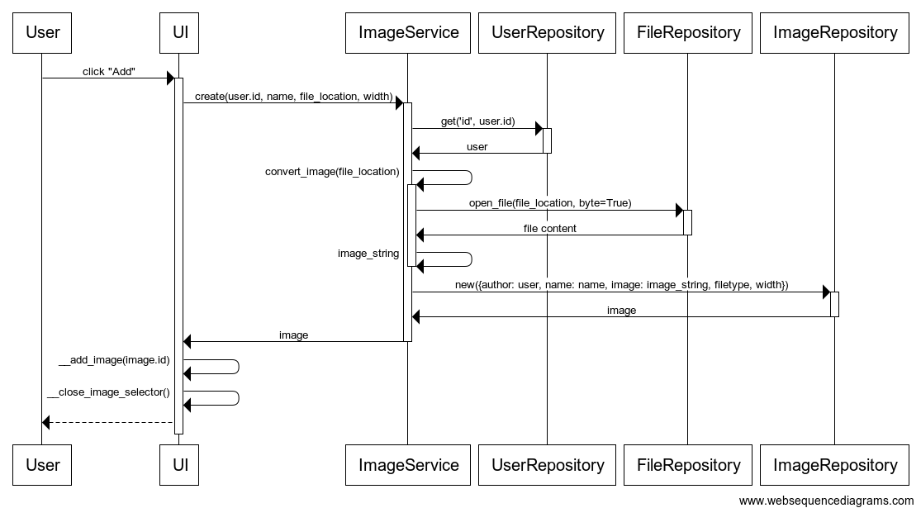 User
UI
ImageService
UserRepository
FileRepository
ImageRepository
click "Add"
create(user.id, name, file_location, width)
get('id', user.id)
user
convert_image(file_location)
open_file(file_location, byte=True)
file content
image_string
new({author: user, name: name, image: image_string, filetype, width})
image
image
__add_image(image.id)
__close_image_selector()
User
UI
ImageService
UserRepository
FileRepository
ImageRepository
www.websequencediagrams.com